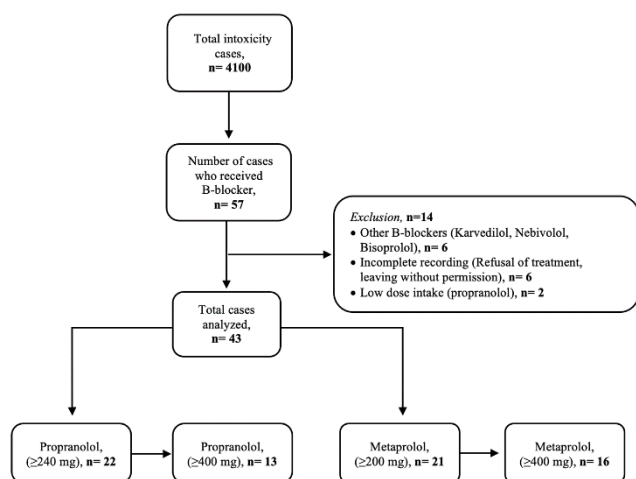 Total intoxicity
cases,
n= 4100
Number of cases
who received
B-blocker,
n= 57
Exclusion, n=14
• Other B-blockers (Karvedilol, Nebivolol,
Bisoprolol), n= 6
• Incomplete recording (Refusal of treatment,
leaving without permission), n= 6
• Low dose intake (propranolol), n= 2
Total cases
analyzed,
n= 43
Propranolol,
(≥240 mg), n= 22
Propranolol,
(≥400 mg), n= 13
Metaprolol,
(≥200 mg), n= 21
Metaprolol,
(≥400 mg), n= 16